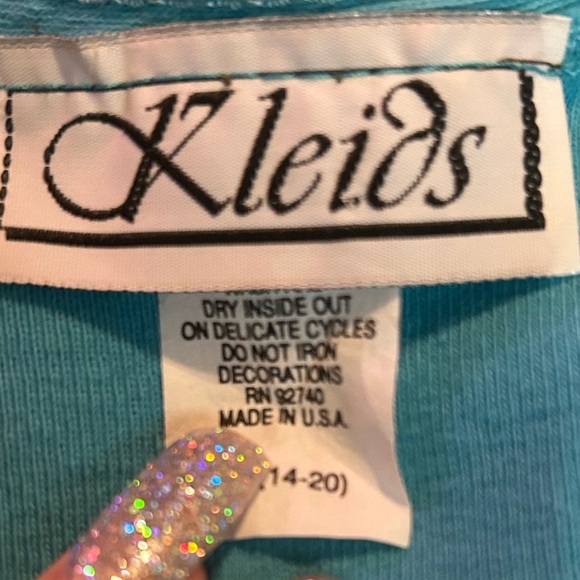 Kleids
DRY INSIDE OUT
ON DELICATE CYCLES
DO NOT IRON
DECORATIONS
RN 92740
MADE IN U.S.A.
(14-20)